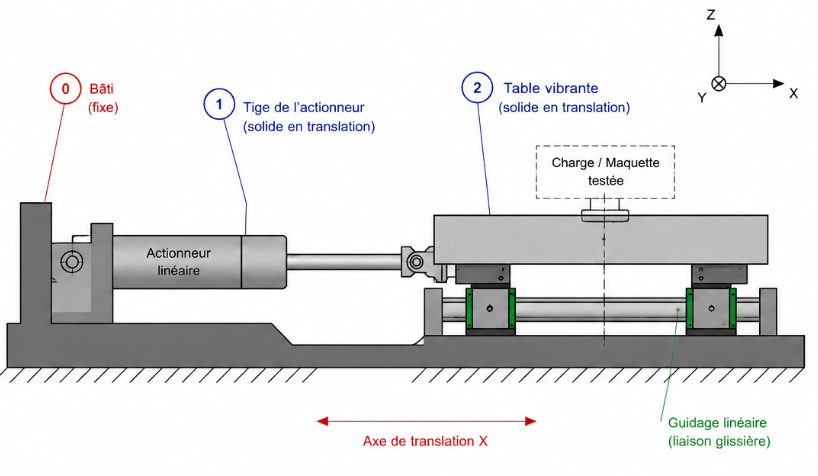 Z
X
Y
0
Bâti
(fixe)
1
Tige de l'actionneur
(solide en translation)
2
Table vibrante
(solide en translation)
Charge / Maquette
testée
Actionneur
linéaire
Guidage linéaire
(liaison glissière)
Axe de translation X